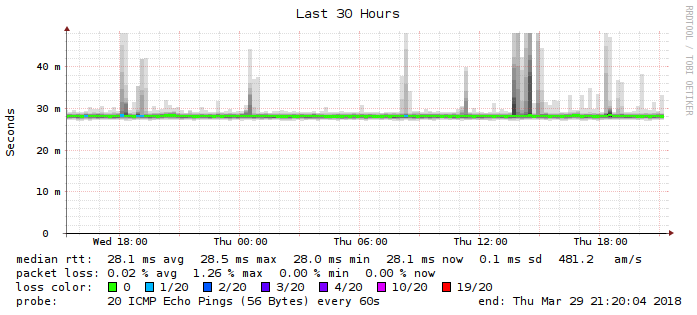 Last 30 Hours
RRDTOOL / TOBI OETIKER
Seconds
40 m
30 m
20 m
10 m
0
Wed 18:00 Thu 00:00 Thu 06:00 Thu 12:00 Thu 18:00
median rtt: 28.1 ms avg 28.5 ms max 28.0 ms min 28.1 ms now 0.1 ms sd 481.2 am/s
packet loss: 0.02 % avg 1.26 % max 0.00 % min 0.00 % now
loss color: 0 1/20 2/20 3/20 4/20 10/20 19/20
probe: 20 ICMP Echo Pings (56 Bytes) every 60s end: Thu Mar 29 21:20:04 2018